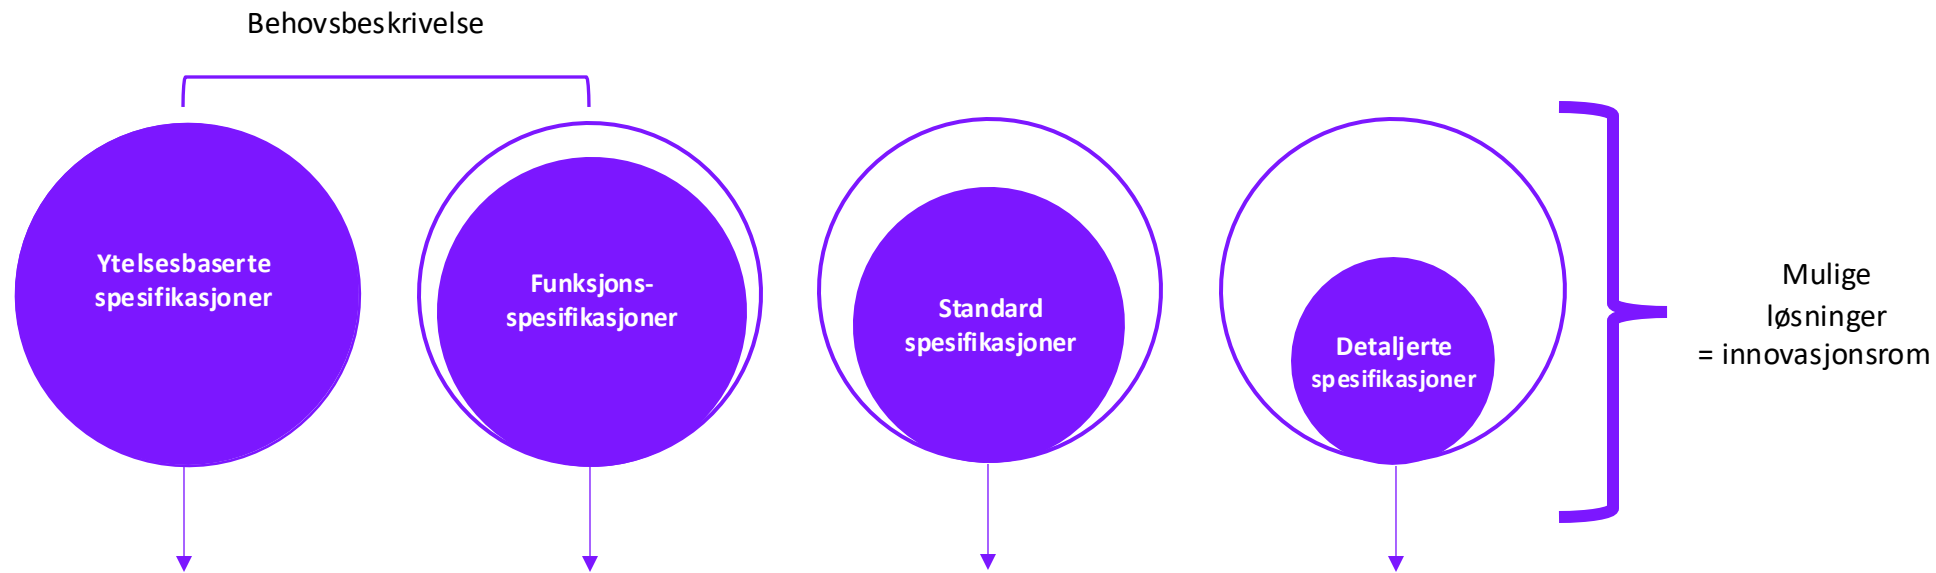 Behovsbeskrivelse
Ytelsesbaserte
spesifikasjoner
Funksjons-
spesifikasjoner
Standard
spesifikasjoner
Detaljerte
spesifikasjoner
Mulige
løsninger
= innovasjonsrom